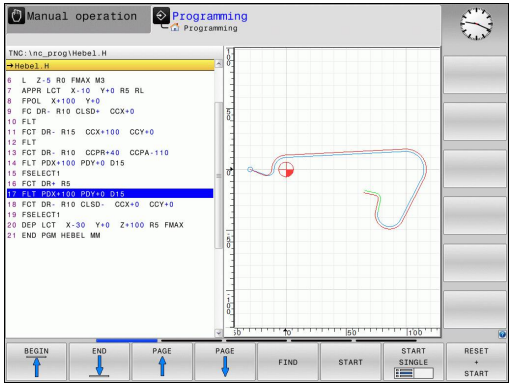 Manual operation
Programming
Programming
TNC:\nc_prog\Hebel.H
→Hebel.H
6 L Z-5 R0 FMAX M3
7 APPR LCT X-10 Y+0 R5 RL
8 FPOL X+100 Y+0
9 FC DR- R10 CLSD+ CCX+0
10 FLT
11 FCT DR- R15 CCX+100 CCY+0
12 FLT
13 FCT DR- R10 CCPR+40 CCPA-110
14 FLT PDX+100 PDY+0 D15
15 FSELECT1
16 FCT DR+ R5
17 FLT PDX+100 PDY+0 D15
18 FCT DR- R10 CLSD- CCX+0 CCY+0
19 FSELECT1
20 DEP LCT X-30 Y+0 Z+100 R5 FMAX
21 END PGM HEBEL MM
50
100
BEGIN
END
PAGE
PAGE
FIND
START
START SINGLE
RESET + START